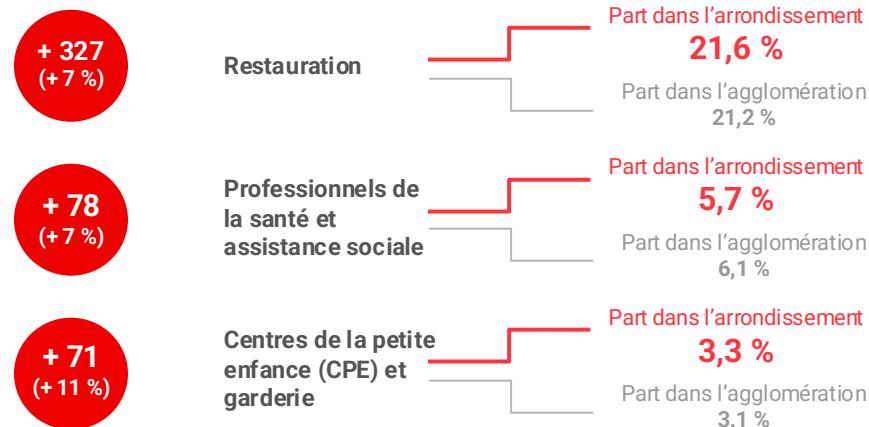 + 327
(+ 7 %)
Restauration
Part dans l'arrondissement
21,6 %
Part dans l'agglomération
21,2 %
+ 78
(+ 7 %)
Professionnels de
la santé et
assistance sociale
Part dans l'arrondissement
5,7 %
Part dans l'agglomération
6,1 %
+ 71
(+ 11 %)
Centres de la petite
enfance (CPE) et
garderie
Part dans l'arrondissement
3,3 %
Part dans l'agglomération
3,1 %